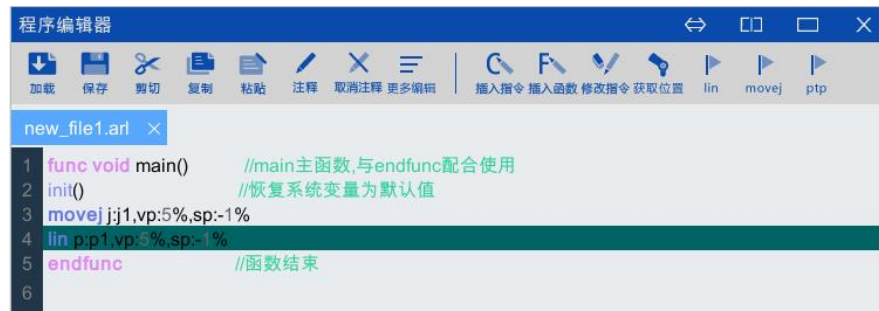 程序编辑器
加载 保存 剪切 复制 粘贴 注释 取消注释 更多编辑 插入指令 插入函数 修改指令 获取位置 lin movej ptp
new_file1.arl
1 func void main() //main主函数,与endfunc配合使用
2 init() //恢复系统变量为默认值
3 movej j:j1,vp:5%,sp:-1%
4 lin p:p1,vp:5%,sp:-1%
5 endfunc //函数结束
6